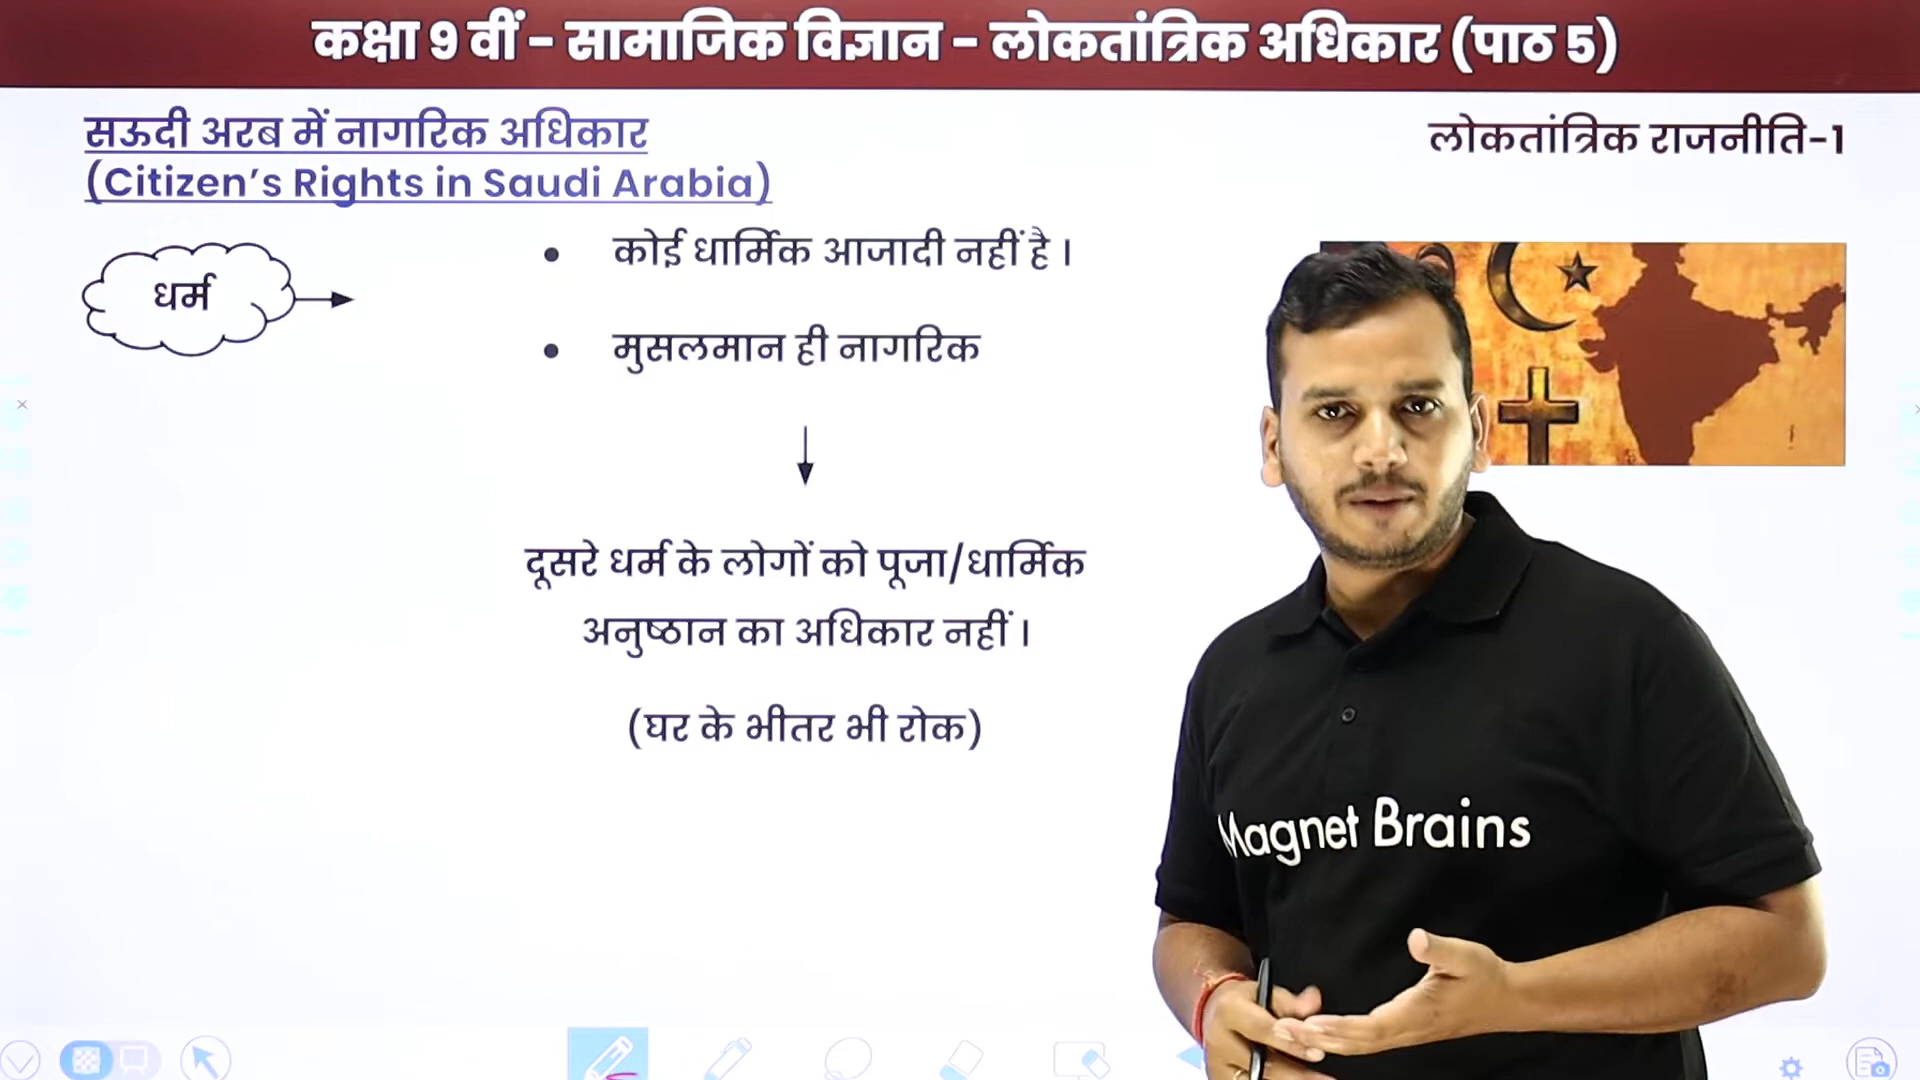 कक्षा 9 वीं - सामाजिक विज्ञान - लोकतांत्रिक अधिकार (पाठ 5)
सऊदी अरब में नागरिक अधिकार
(Citizen's Rights in Saudi Arabia)
लोकतांत्रिक राजनीति-1
धर्म
• कोई धार्मिक आजादी नहीं है ।
• मुसलमान ही नागरिक
दूसरे धर्म के लोगों को पूजा/धार्मिक
अनुष्ठान का अधिकार नहीं ।
(घर के भीतर भी रोक)
Magnet Brains